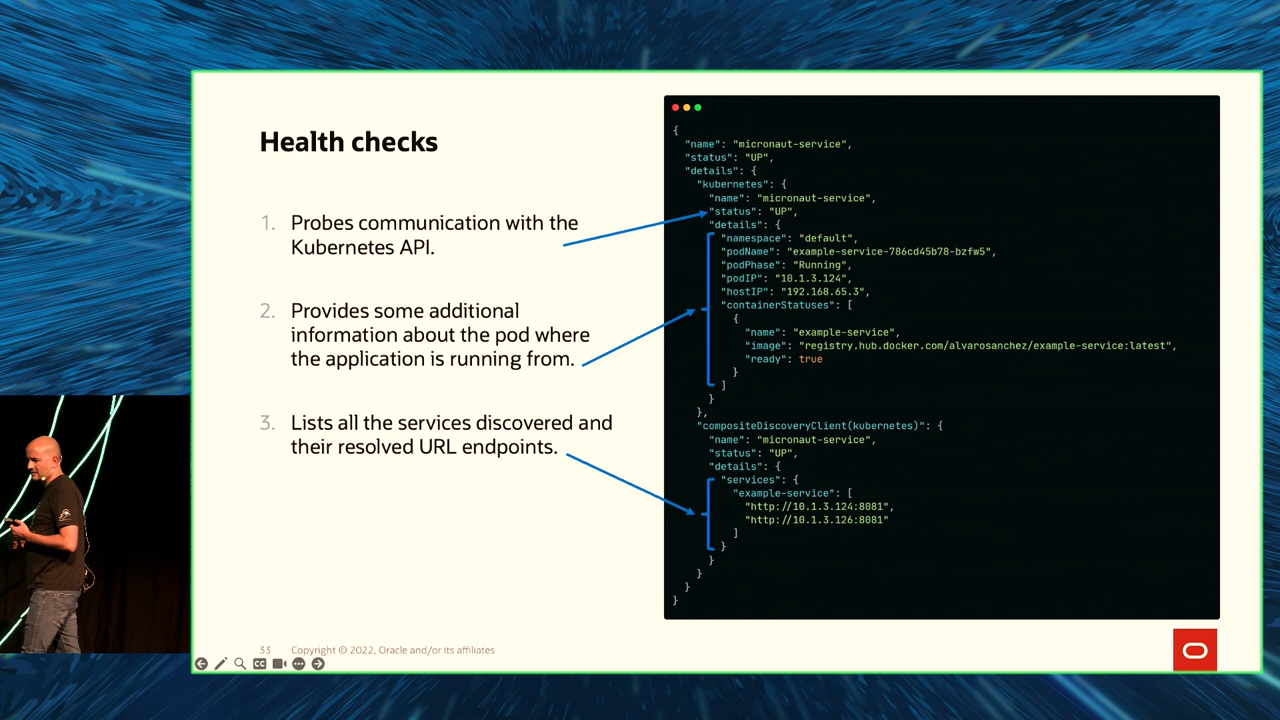 Health checks
1. Probes communication with the
Kubernetes API.
2. Provides some additional
information about the pod where
the application is running from.
3. Lists all the services discovered and
their resolved URL endpoints.
{
"name": "micronaut-service",
"status": "UP",
"details": {
"kubernetes": {
"name": "micronaut-service",
"status": "UP",
"details": {
"namespace": "default",
"podName": "example-service-786cd45b78-bzfw5",
"podPhase": "Running",
"podIP": "10.1.3.124",
"hostIP": "192.168.65.3",
"containerStatuses": [
{
"name": "example-service",
"image": "registry.hub.docker.com/alvarosanchez/example-service:latest",
"ready": true
}
]
}
},
"compositeDiscoveryClient(kubernetes)": {
"name": "micronaut-service",
"status": "UP",
"details": {
"services": {
"example-service": [
"http://10.1.3.124:8081",
"http://10.1.3.126:8081"
]
}
}
}
}
}
33 Copyright © 2022, Oracle and/or its affiliates
CC